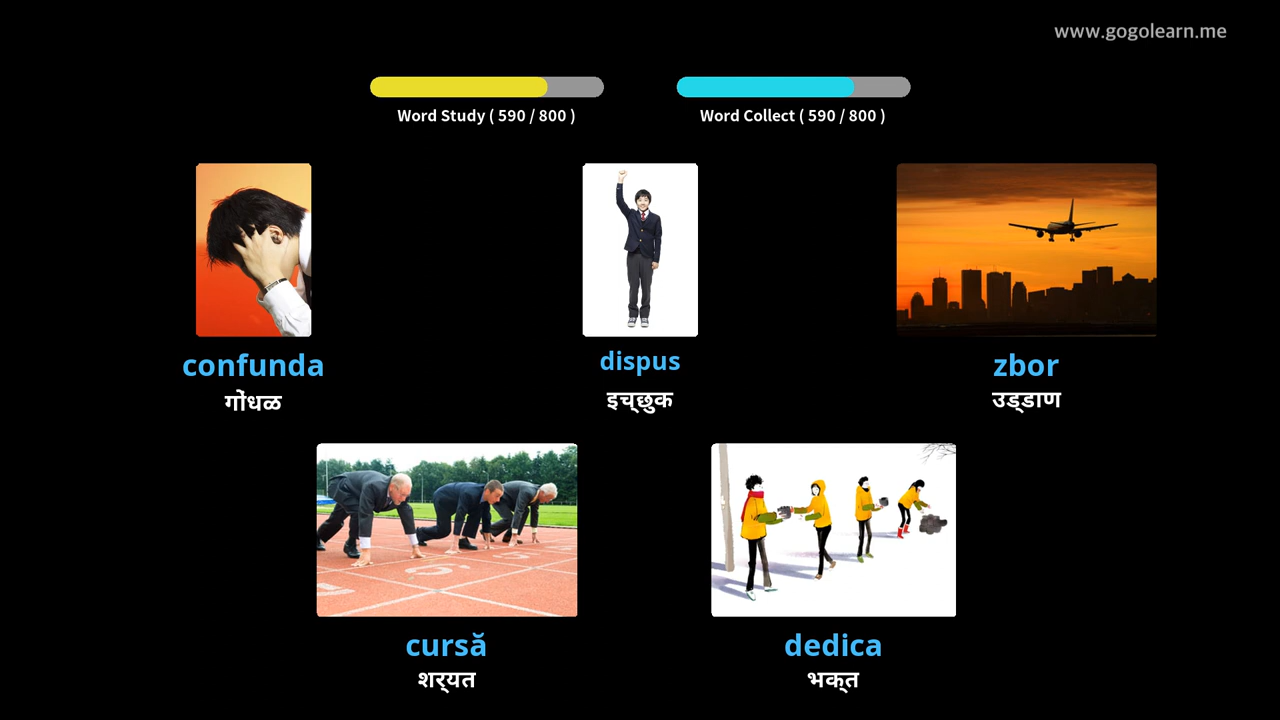 www.gogolearn.me
Word Study ( 590 / 800 )
Word Collect ( 590 / 800 )
confunda
गोंधळ
dispus
इच्छुक
zbor
उड्डाण
cursă
शर्यत
dedica
भक्त